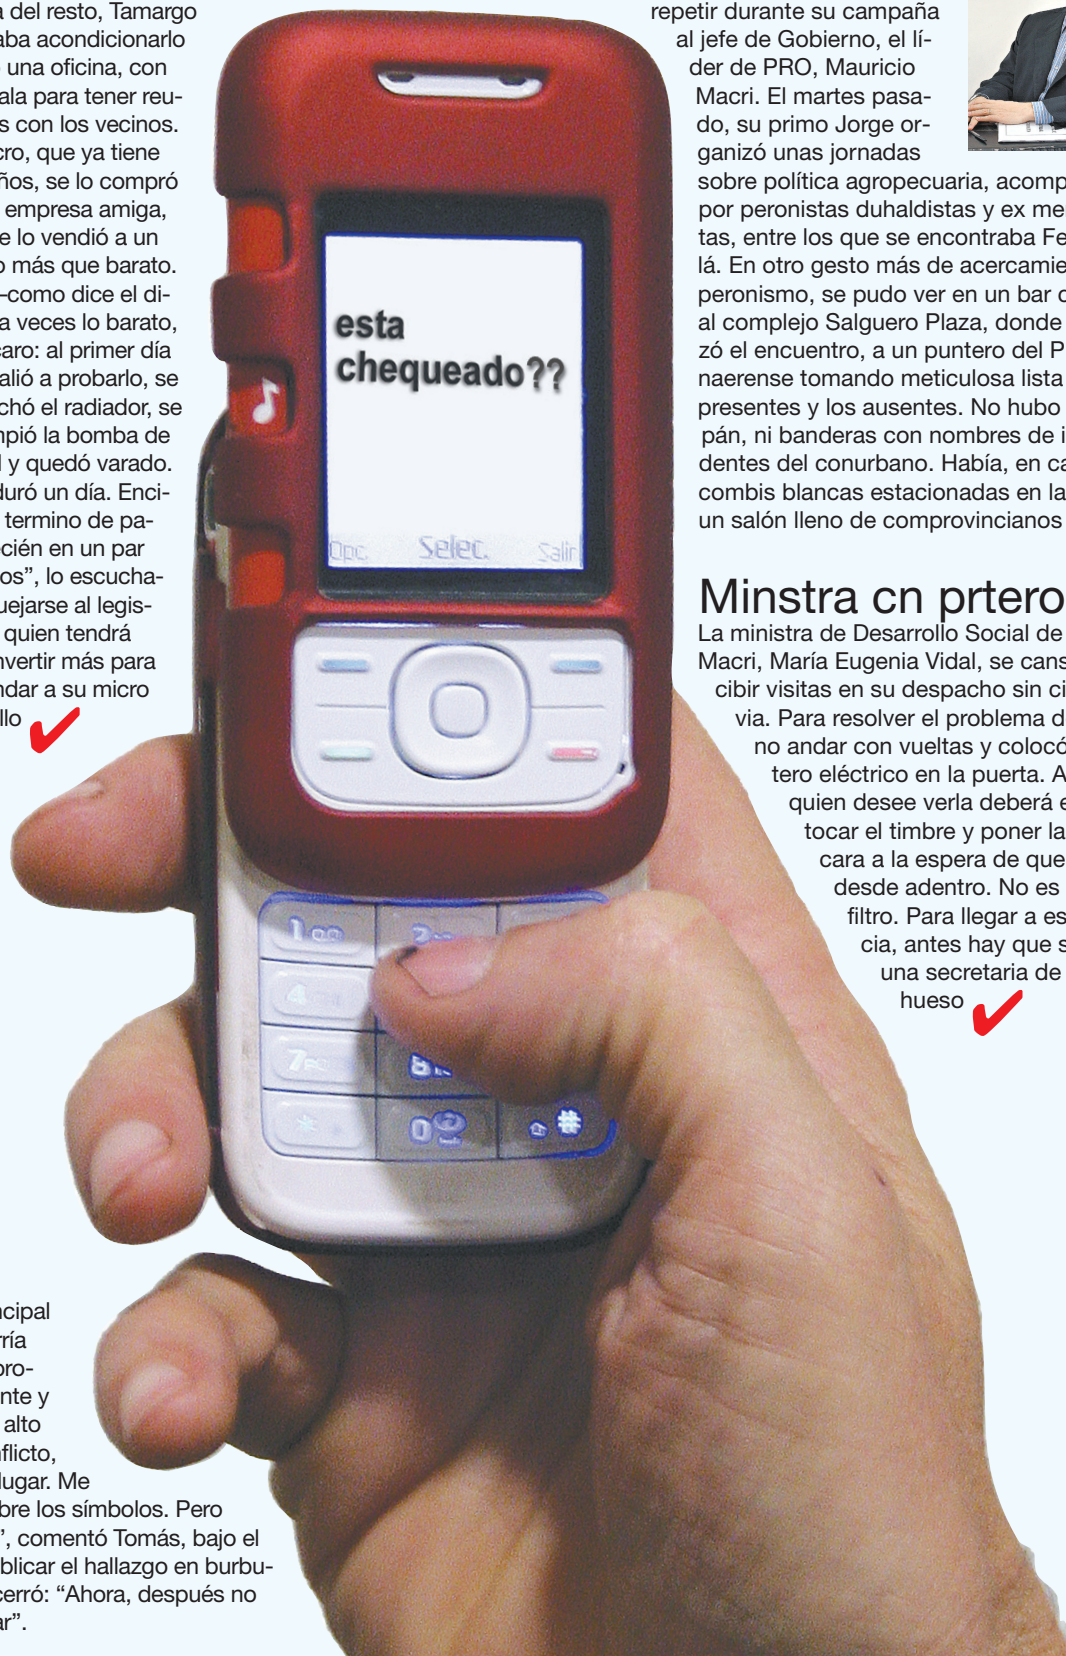 a del resto, Tamargo
aba acondicionarlo
una oficina, con
ala para tener reu-
s con los vecinos.
cro, que ya tiene
ños, se lo compró
empresa amiga,
e lo vendió a un
o más que barato.
–como dice el di-
a veces lo barato,
caro: al primer día
alió a probarlo, se
chó el radiador, se
mpió la bomba de
l y quedó varado.
duró un día. Enci-
termino de pa-
ecién en un par
os”, lo escucha-
uejarse al legis-
quien tendrá
nvertir más para
ndar a su micro
llo
ncipal
rría
pro-
nte y
alto
nflicto,
lugar. Me
bre los símbolos. Pero
”, comentó Tomás, bajo el
blicar el hallazgo en burbu-
cerró: “Ahora, después no
ar”.
esta
chequeado??
Opc. Selec. Salir
1
2
4
7
8
*
0
#
repetir durante su campaña
al jefe de Gobierno, el lí-
der de PRO, Mauricio
Macri. El martes pasa-
do, su primo Jorge or-
ganizó unas jornadas
sobre política agropecuaria, acomp
por peronistas duhaldistas y ex me
tas, entre los que se encontraba Fe
lá. En otro gesto más de acercamie
peronismo, se pudo ver en un bar c
al complejo Salguero Plaza, donde
zó el encuentro, a un puntero del P
naerense tomando meticulosa lista
presentes y los ausentes. No hubo
pán, ni banderas con nombres de i
dentes del conurbano. Había, en ca
combis blancas estacionadas en la
un salón lleno de comprovincianos
Minstra cn prtero
La ministra de Desarrollo Social de
Macri, María Eugenia Vidal, se cans
cibir visitas en su despacho sin ci
via. Para resolver el problema d
no andar con vueltas y colocó
tero eléctrico en la puerta. A
quien desee verla deberá e
tocar el timbre y poner la
cara a la espera de que
desde adentro. No es
filtro. Para llegar a es
cia, antes hay que s
una secretaria de
hueso